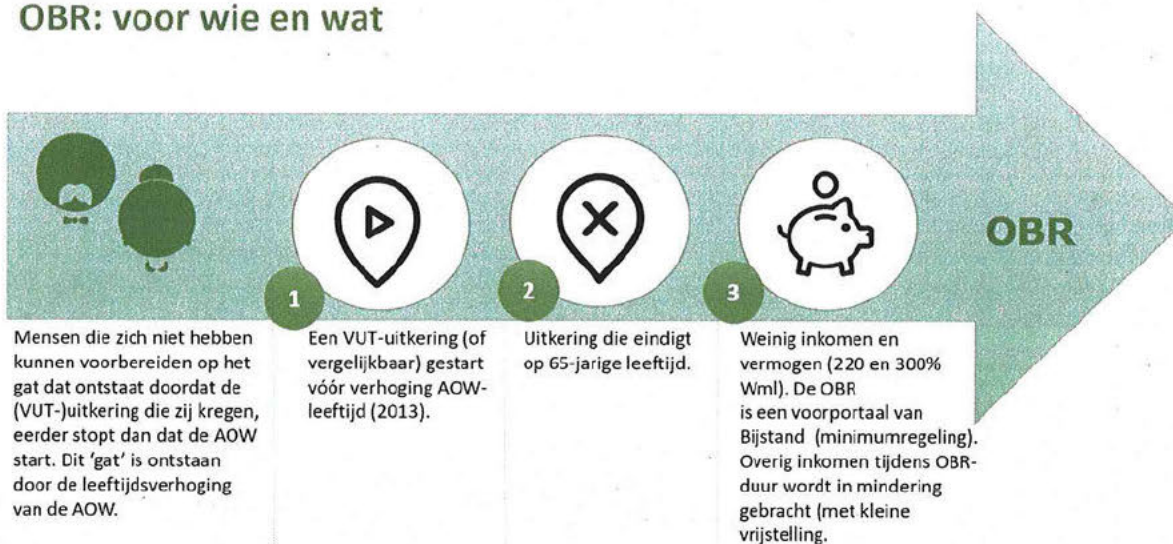 OBR: voor wie en wat
Mensen die zich niet hebben
kunnen voorbereiden op het
gat dat ontstaat doordat de
(VUT-)uitkering die zij kregen,
eerder stopt dan dat de AOW
start. Dit 'gat' is ontstaan
door de leeftijdsverhoging
van de AOW.
1
Een VUT-uitkering (of
vergelijkbaar) gestart
vóór verhoging AOW-
leeftijd (2013).
2
Uitkering die eindigt
op 65-jarige leeftijd.
3
Weinig inkomen en
vermogen (220 en 300%
Wml). De OBR
is een voorportaal van
Bijstand (minimumregeling).
Overig inkomen tijdens OBR-
duur wordt in mindering
gebracht (met kleine
vrijstelling.
OBR